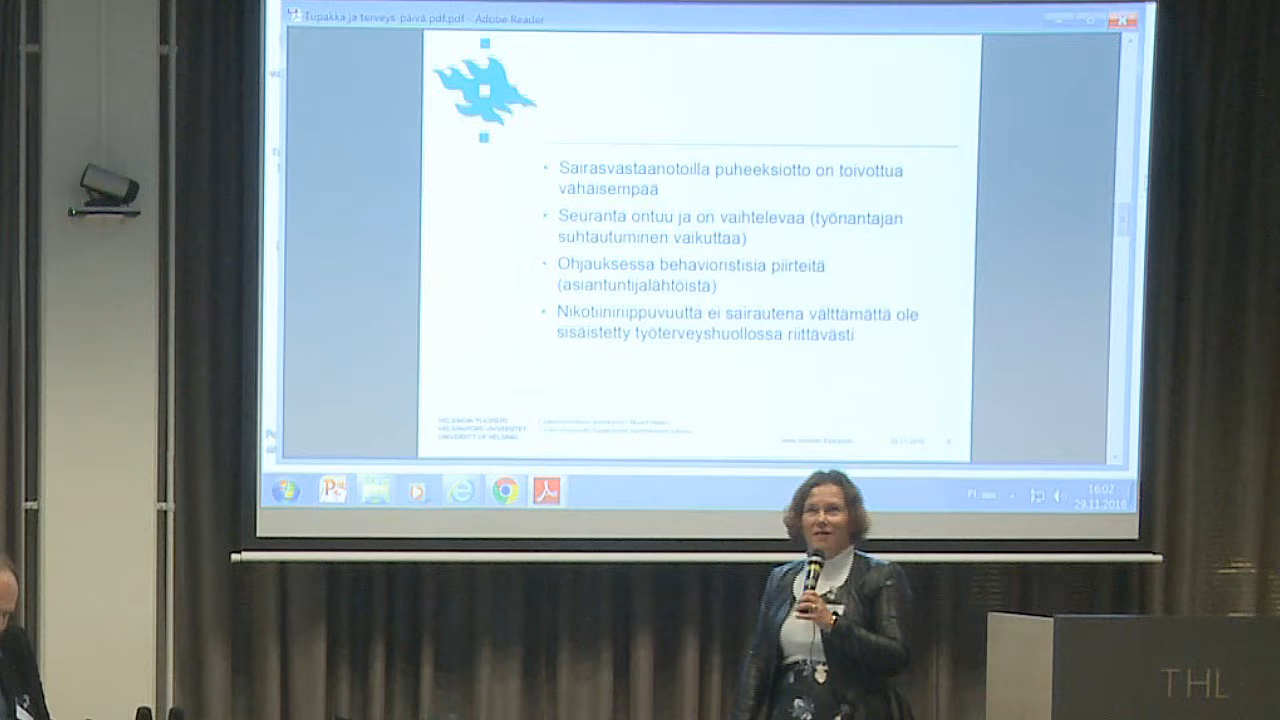 Tupakka ja terveys-päivä.pdf.pdf - Adobe Reader
• Sairasvastaanotoilla puheeksiotto on toivottua
vähäisempää
• Seuranta ontuu ja on vaihtelevaa (työnantajan
suhtautuminen vaikuttaa)
• Ohjauksessa behavioristisia piirteitä
(asiantuntijalähtöistä)
• Nikotiiniriippuvuutta ei sairautena välttämättä ole
sisäistetty työterveyshuollossa riittävästi
HELSINGIN YLIOPISTO
HELSINGFORS UNIVERSITET
UNIVERSITY OF HELSINKI
FI
16:02
29.11.2016
THL